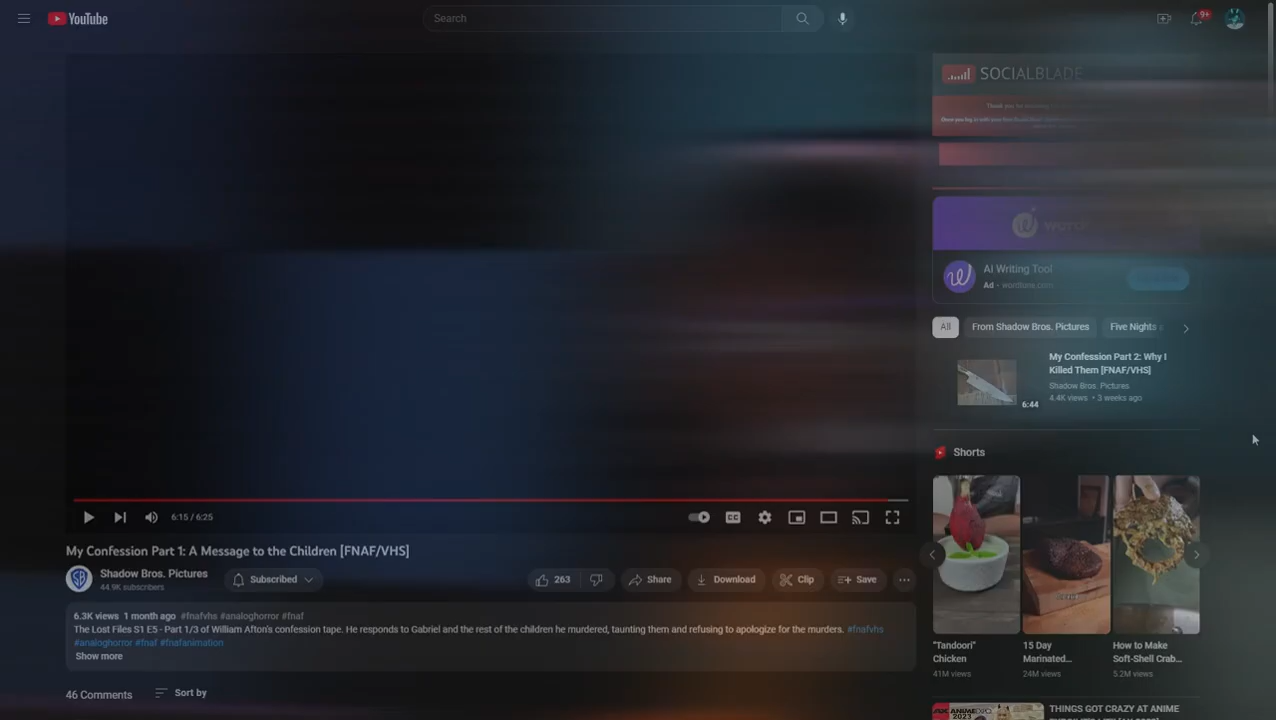 YouTube
Search
9+
SOCIALBLADE
AI Writing Tool
Ad • wordtune.com
All
From Shadow Bros. Pictures
Five Nights
My Confession Part 2: Why I
Killed Them [FNAF/VHS]
Shadow Bros. Pictures
4.4K views • 3 weeks ago
6:44
Shorts
6:15 / 6:25
CC
My Confession Part 1: A Message to the Children [FNAF/VHS]
SB
Shadow Bros. Pictures
44.9K subscribers
Subscribed
263
Share
Download
Clip
Save
6.3K views 1 month ago #fnafvhs #analoghorror #fnaf
The Lost Files S1 E5 - Part 1/3 of William Afton's confession tape. He responds to Gabriel and the rest of the children he murdered, taunting them and refusing to apologize for the murders. #fnafvhs
#analoghorror #fnaf #fnafanimation
Show more
46 Comments
Sort by
"Tandoori"
Chicken
41M views
15 Day
Marinated...
24M views
How to Make
Soft-Shell Crab...
5.2M views
ANIME
2023
THINGS GOT CRAZY AT ANIME